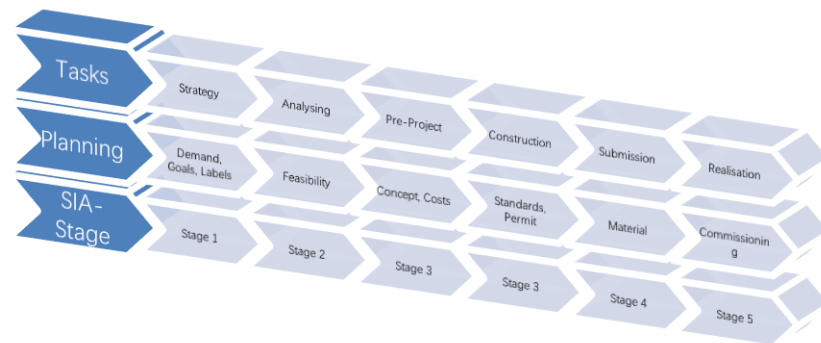 Tasks
Strategy
Analysing
Pre-Project
Construction
Submission
Realisation
Planning
Demand,
Goals, Labels
Feasibility
Concept, Costs
Standards,
Permit
Material
Commissionin
g
SIA-
Stage
Stage 1
Stage 2
Stage 3
Stage 3
Stage 4
Stage 5